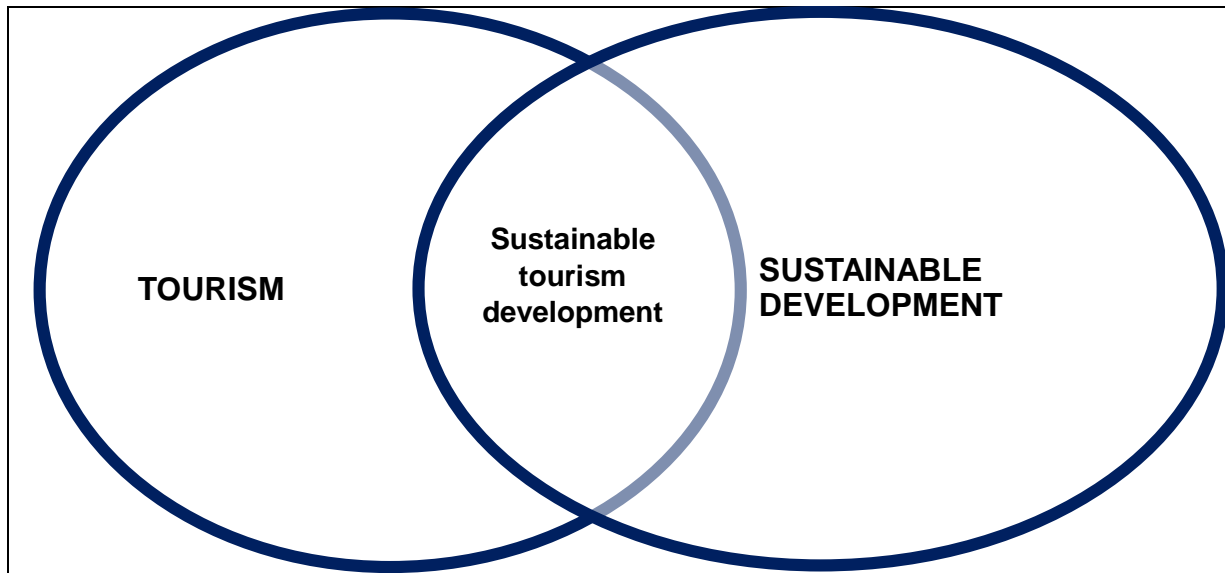 TOURISM
Sustainable
tourism
development
SUSTAINABLE
DEVELOPMENT